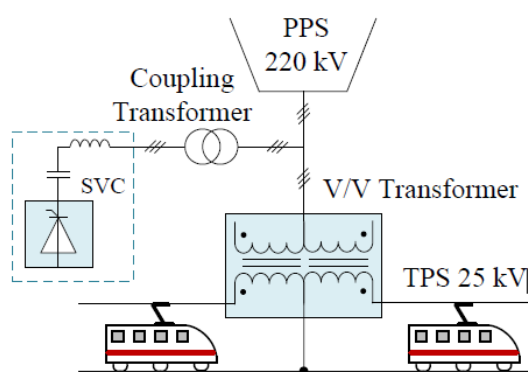 PPS
220 kV
Coupling
Transformer
SVC
V/V Transformer
TPS 25 kV